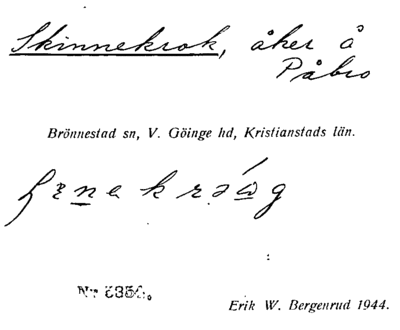 Skinnekrok, åker å
Påbro
Brönnestad sn, V. Göinge hd, Kristianstads län.
Erik W. Bergenrud 1944.